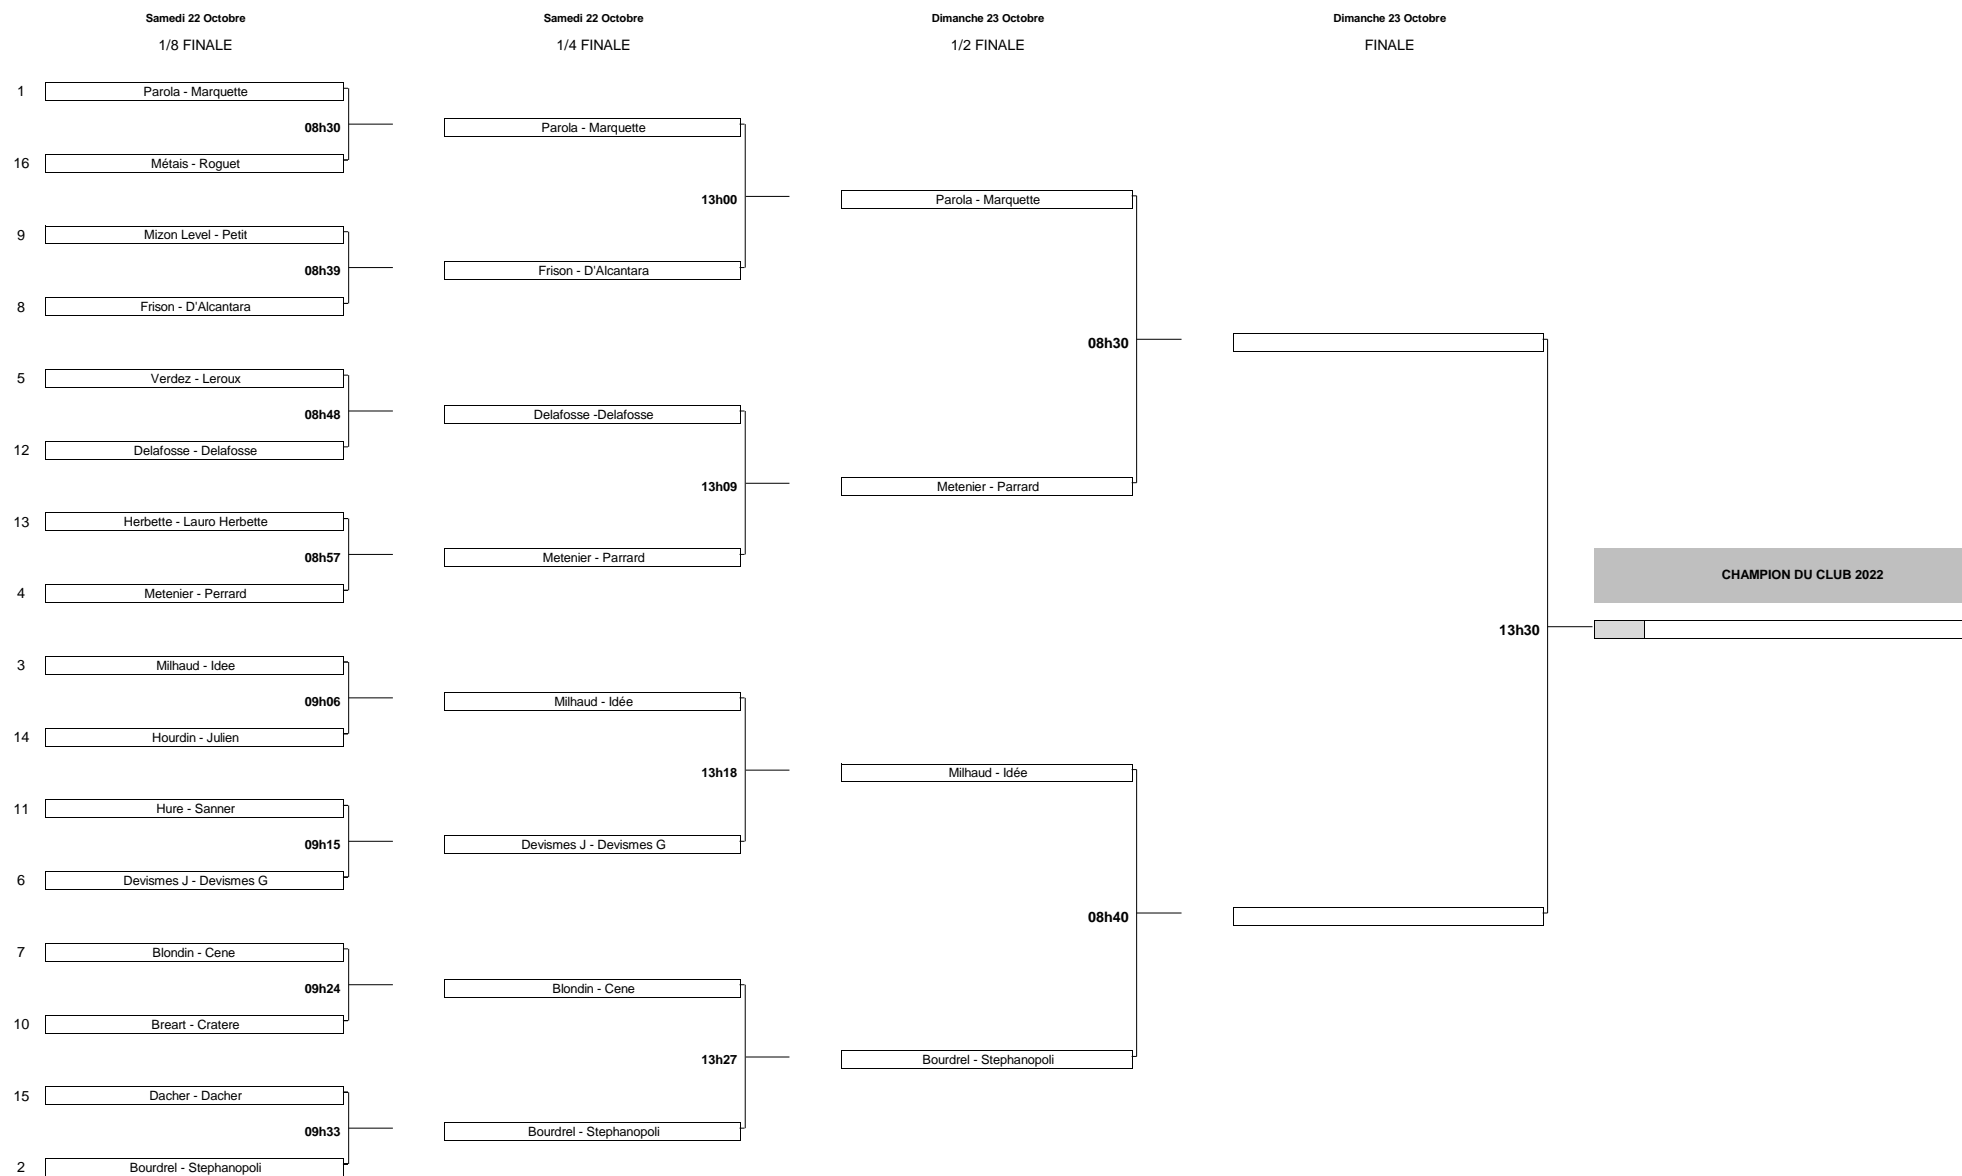 Samedi 22 Octobre
Samedi 22 Octobre
Dimanche 23 Octobre
Dimanche 23 Octobre
1/8 FINALE
1/4 FINALE
1/2 FINALE
FINALE
1
Parola - Marquette
08h30
16
Métais - Roguet
9
Mizon Level - Petit
08h39
8
Frison - D'Alcantara
5
Verdez - Leroux
08h48
12
Delafosse - Delafosse
13
Herbette - Lauro Herbette
08h57
4
Metenier - Perrard
3
Milhaud - Idee
09h06
14
Hourdin - Julien
11
Hure - Sanner
09h15
6
Devismes J - Devismes G
7
Blondin - Cene
09h24
10
Breart - Cratere
15
Dacher - Dacher
09h33
2
Bourdrel - Stephanopoli
Parola - Marquette
13h00
Frison - D'Alcantara
Delafosse -Delafosse
13h09
Metenier - Parrard
Milhaud - Idée
13h18
Devismes J - Devismes G
Blondin - Cene
13h27
Bourdrel - Stephanopoli
Parola - Marquette
08h30
Metenier - Parrard
Milhaud - Idée
08h40
Bourdrel - Stephanopoli
13h30
CHAMPION DU CLUB 2022